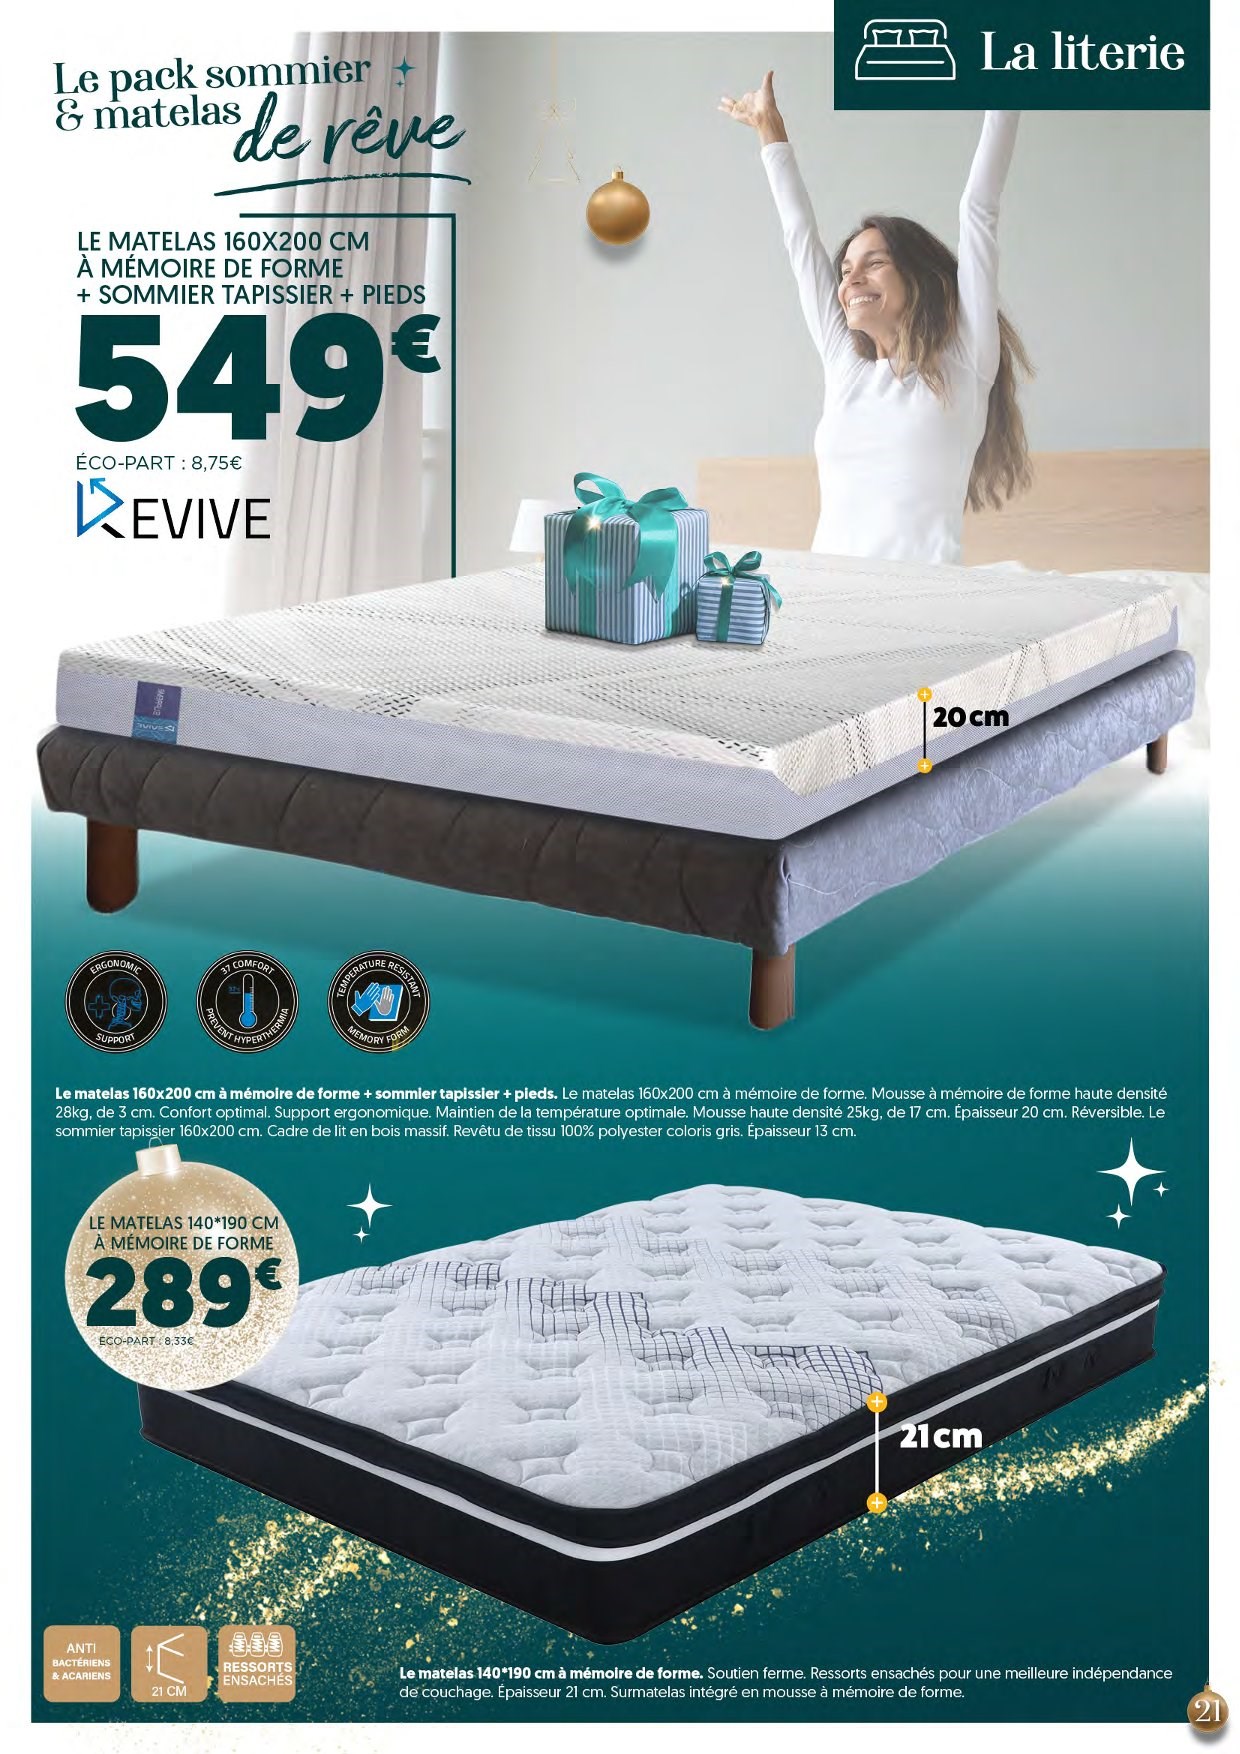 La literie
Le pack sommier
& matelas
de rêve
LE MATELAS 160X200 CM
À MÉMOIRE DE FORME
+ SOMMIER TAPISSIER + PIEDS
549€
ÉCO-PART : 8,75€
REVIVE
20cm
ERGONOMIC
SUPPORT
37 COMFORT
PREVENT HYPERTHERMIA
TEMPERATURE RESISTANT
MEMORY FORM
Le matelas 160x200 cm à mémoire de forme + sommier tapissier + pieds. Le matelas 160x200 cm à mémoire de forme. Mousse à mémoire de forme haute densité
28kg, de 3 cm. Confort optimal. Support ergonomique. Maintien de la température optimale. Mousse haute densité 25kg, de 17 cm. Épaisseur 20 cm. Réversible. Le
sommier tapissier 160x200 cm. Cadre de lit en bois massif. Revêtu de tissu 100% polyester coloris gris. Épaisseur 13 cm.
LE MATELAS 140*190 CM
À MÉMOIRE DE FORME
289€
ÉCO-PART : 8,33€
21cm
ANTI
BACTÉRIENS
& ACARIENS
21 CM
RESSORTS
ENSACHÉS
Le matelas 140*190 cm à mémoire de forme. Soutien ferme. Ressorts ensachés pour une meilleure indépendance
de couchage. Épaisseur 21 cm. Surmatelas intégré en mousse à mémoire de forme.
21